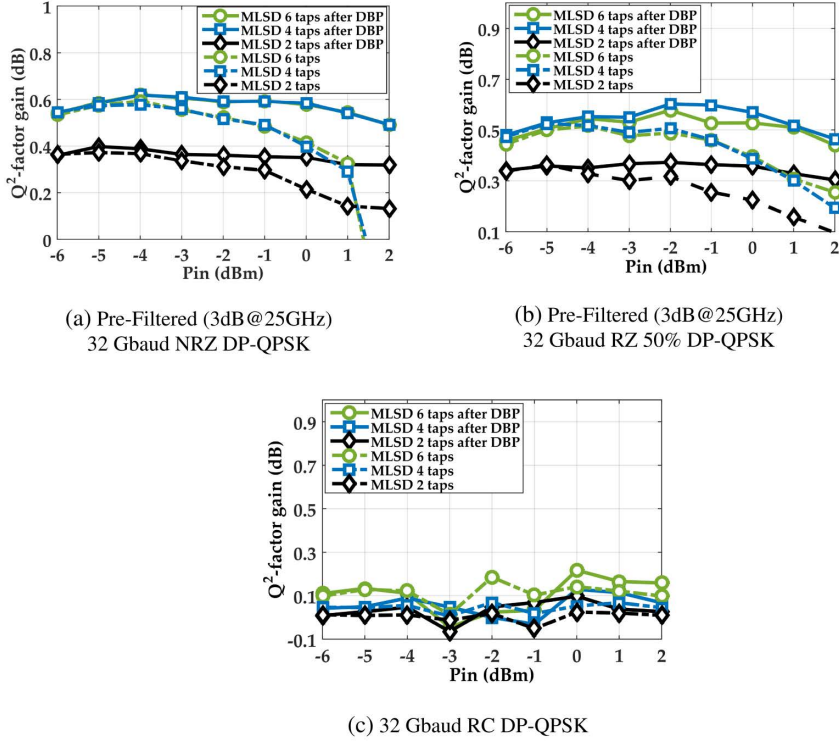 1
0.8
0.6
0.4
0.2
0
Q²-factor gain (dB)
MLSD 6 taps after DBP
MLSD 4 taps after DBP
MLSD 2 taps after DBP
MLSD 6 taps
MLSD 4 taps
MLSD 2 taps
-6 -5 -4 -3 -2 -1 0 1 2
Pin (dBm)
(a) Pre-Filtered (3dB@25GHz)
32 Gbaud NRZ DP-QPSK
0.9
0.7
0.5
0.3
0.1
Q²-factor gain (dB)
MLSD 6 taps after DBP
MLSD 4 taps after DBP
MLSD 2 taps after DBP
MLSD 6 taps
MLSD 4 taps
MLSD 2 taps
-6 -5 -4 -3 -2 -1 0 1 2
Pin (dBm)
(b) Pre-Filtered (3dB@25GHz)
32 Gbaud RZ 50% DP-QPSK
0.9
0.7
0.5
0.3
0.1
-0.1
Q²-factor gain (dB)
MLSD 6 taps after DBP
MLSD 4 taps after DBP
MLSD 2 taps after DBP
MLSD 6 taps
MLSD 4 taps
MLSD 2 taps
-6 -5 -4 -3 -2 -1 0 1 2
Pin (dBm)
(c) 32 Gbaud RC DP-QPSK